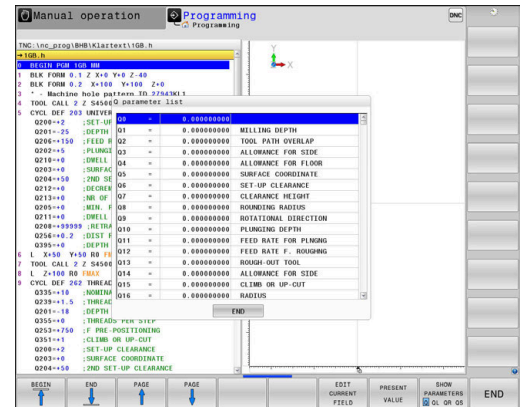 Manual operation
Programming
Programming
DNC
TNC:\nc_prog\BHB\Klartext\1GB.h
→1GB.h
0 BEGIN PGM 1GB MM
1 BLK FORM 0.1 Z X+0 Y+0 Z-40
2 BLK FORM 0.2 X+100 Y+100 Z+0
3 * - Machine hole pattern ID 27943KL1
4 TOOL CALL 2 Z S4500
5 CYCL DEF 203 UNIVER
Q200=+2 ;SET-UP
Q201=-25 ;DEPTH
Q206=+150 ;FEED R
Q202=+5 ;PLUNGI
Q210=+0 ;DWELL
Q203=+0 ;SURFAC
Q204=+50 ;2ND SE
Q212=+0 ;DECREM
Q213=+0 ;NR OF
Q205=+0 ;MIN. P
Q211=+0 ;DWELL
Q208=+99999 ;RETRA
Q256=+0.2 ;DIST F
Q395=+0 ;DEPTH
6 L X+50 Y+50 R0 FM
7 TOOL CALL 2 Z S4500
8 L Z+100 R0 FMAX
9 CYCL DEF 262 THREAD
Q335=+10 ;NOMINA
Q239=+1.5 ;THREAD
Q201=-18 ;DEPTH
Q355=+0 ;THREADS PER STEP
Q253=+750 ;F PRE-POSITIONING
Q351=+1 ;CLIMB OR UP-CUT
Q200=+2 ;SET-UP CLEARANCE
Q203=+0 ;SURFACE COORDINATE
Q204=+50 ;2ND SET-UP CLEARANCE
Y
X
Q parameter list
Q0 = 0.000000000
Q1 = 0.000000000 MILLING DEPTH
Q2 = 0.000000000 TOOL PATH OVERLAP
Q3 = 0.000000000 ALLOWANCE FOR SIDE
Q4 = 0.000000000 ALLOWANCE FOR FLOOR
Q5 = 0.000000000 SURFACE COORDINATE
Q6 = 0.000000000 SET-UP CLEARANCE
Q7 = 0.000000000 CLEARANCE HEIGHT
Q8 = 0.000000000 ROUNDING RADIUS
Q9 = 0.000000000 ROTATIONAL DIRECTION
Q10 = 0.000000000 PLUNGING DEPTH
Q11 = 0.000000000 FEED RATE FOR PLNGNG
Q12 = 0.000000000 FEED RATE F. ROUGHNG
Q13 = 0.000000000 ROUGH-OUT TOOL
Q14 = 0.000000000 ALLOWANCE FOR SIDE
Q15 = 0.000000000 CLIMB OR UP-CUT
Q16 = 0.000000000 RADIUS
END
BEGIN
END
PAGE
PAGE
EDIT CURRENT FIELD
PRESENT VALUE
SHOW PARAMETERS
Q QL QR QS
END